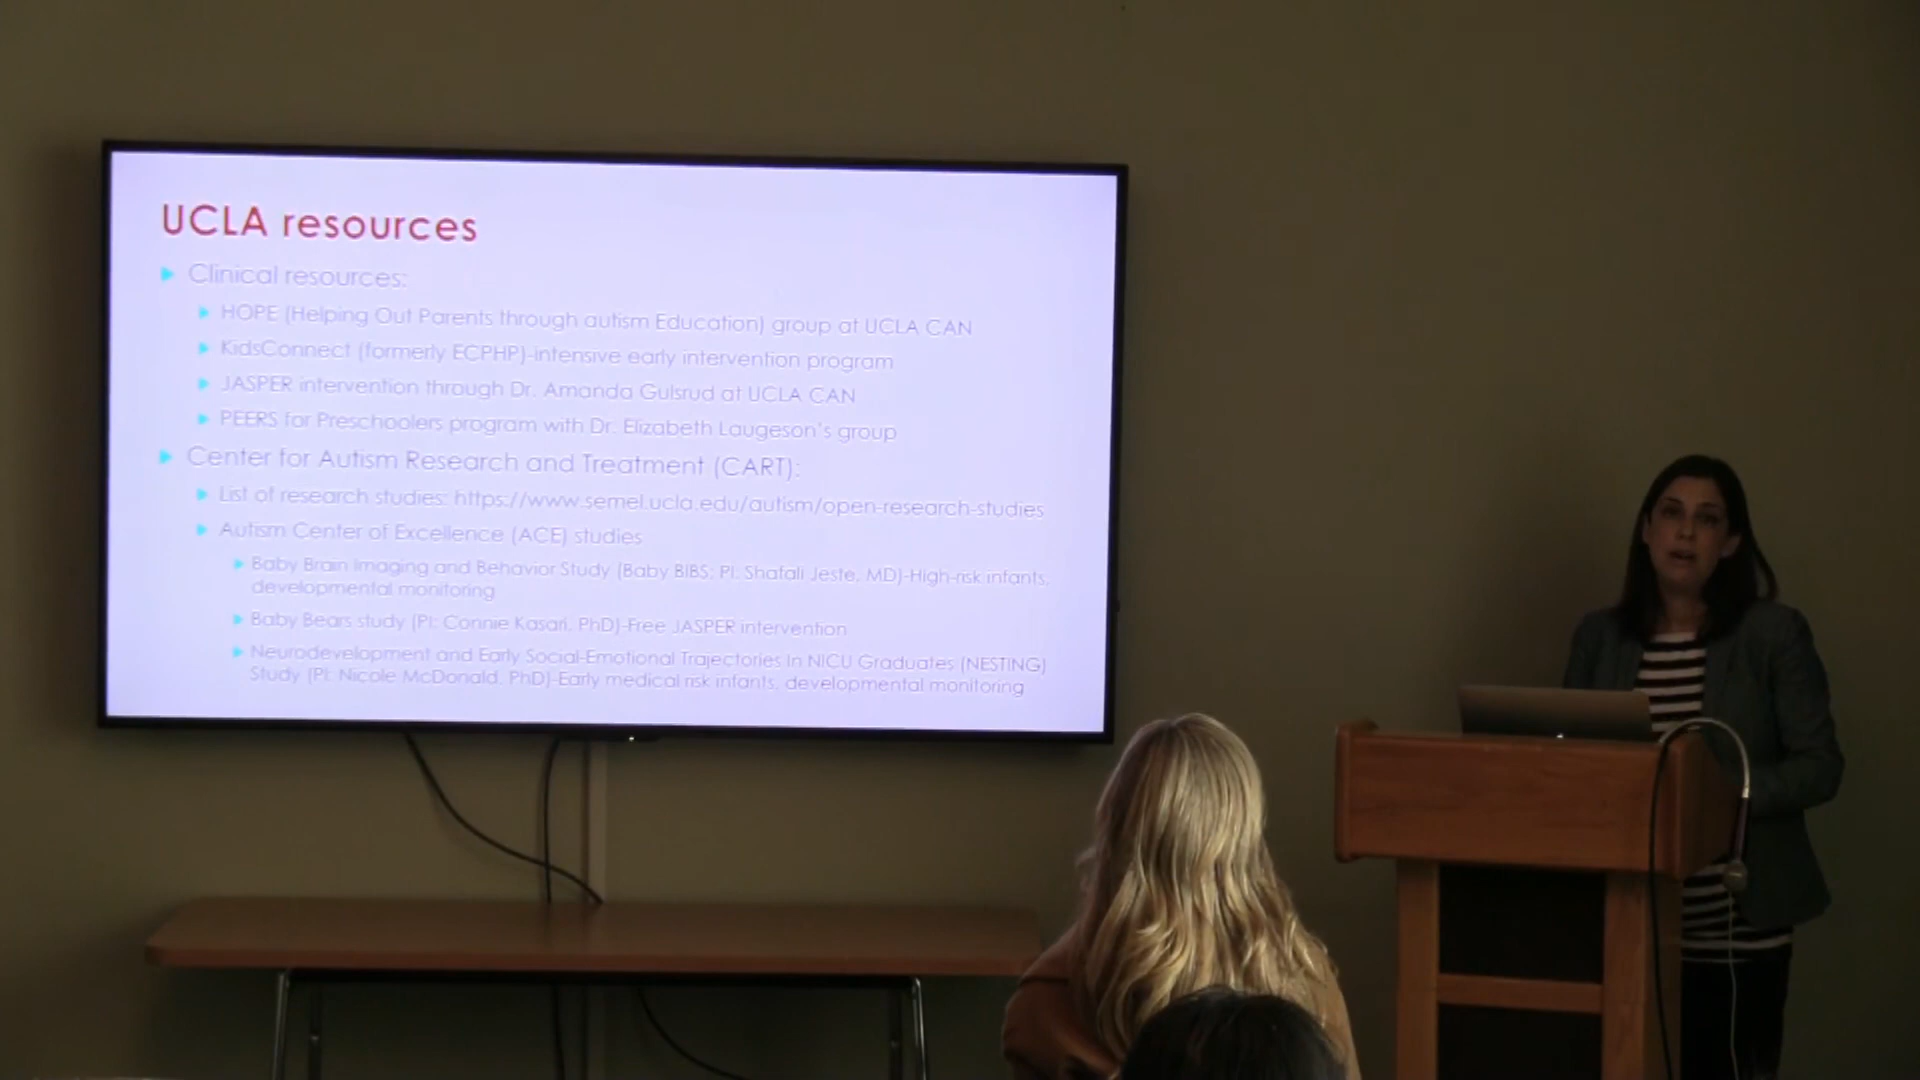 UCLA resources
Clinical resources:
HOPE (Helping Out Parents through autism Education) group at UCLA CAN
KidsConnect (formerly ECPHP)-intensive early intervention program
JASPER intervention through Dr. Amanda Gulsrud at UCLA CAN
PEERS for Preschoolers program with Dr. Elizabeth Laugeson's group
Center for Autism Research and Treatment (CART):
List of research studies: https://www.semel.ucla.edu/autism/open-research-studies
Autism Center of Excellence (ACE) studies
Baby Brain Imaging and Behavior Study (Baby BIBS; PI: Shafali Jeste, MD)-High-risk infants,
developmental monitoring
Baby Bears study (PI: Connie Kasari, PhD)-Free JASPER intervention
Neurodevelopment and Early Social-Emotional Trajectories in NICU Graduates (NESTING)
Study (PI: Nicole McDonald, PhD)-Early medical risk infants, developmental monitoring